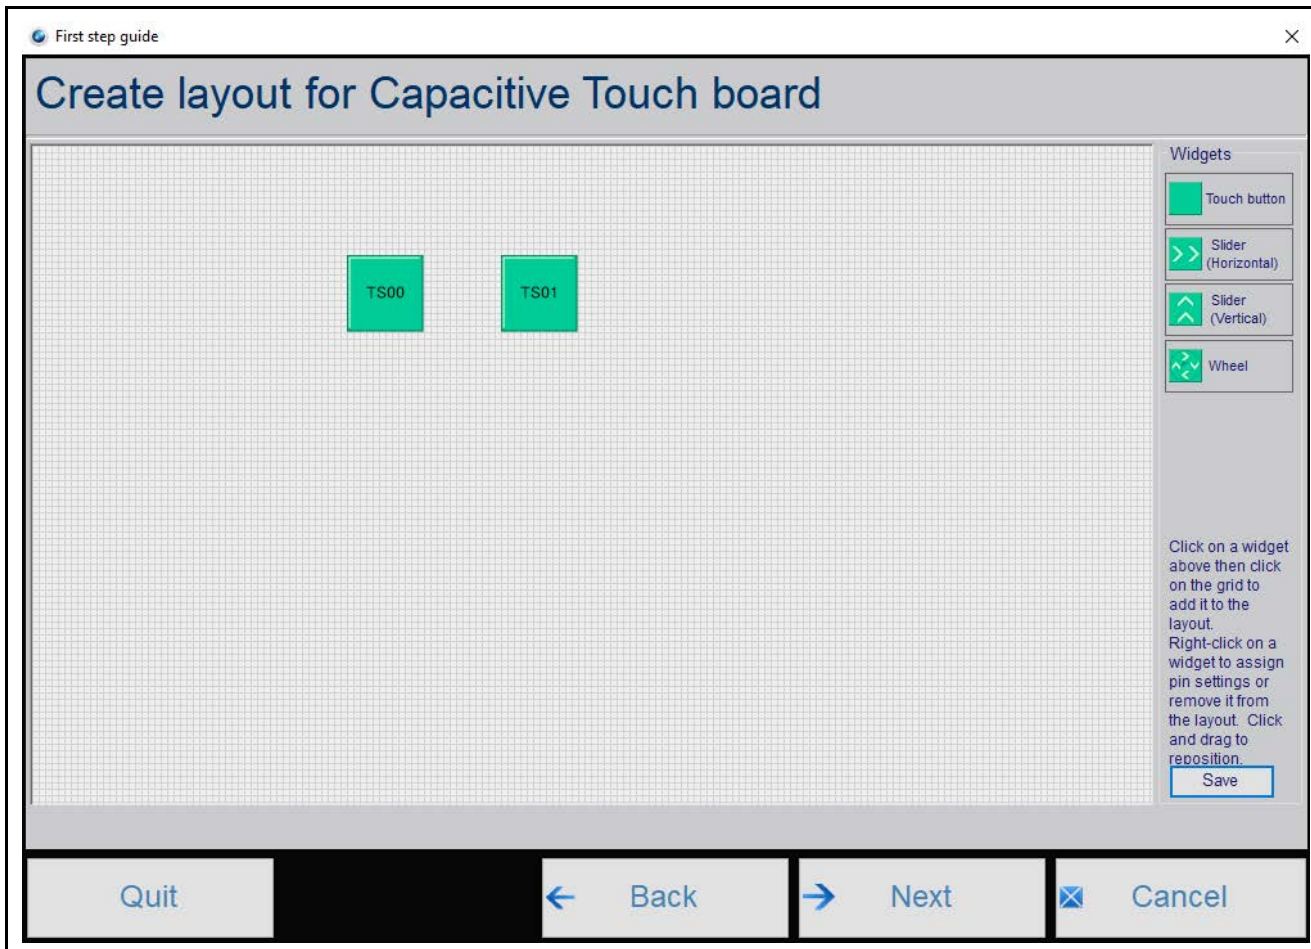 First step guide
Create layout for Capacitive Touch board
TS00
TS01
Widgets
Touch button
Slider
(Horizontal)
Slider
(Vertical)
Wheel
Click on a widget
above then click
on the grid to
add it to the
layout.
Right-click on a
widget to assign
pin settings or
remove it from
the layout. Click
and drag to
reposition.
Save
Quit
Back
Next
Cancel